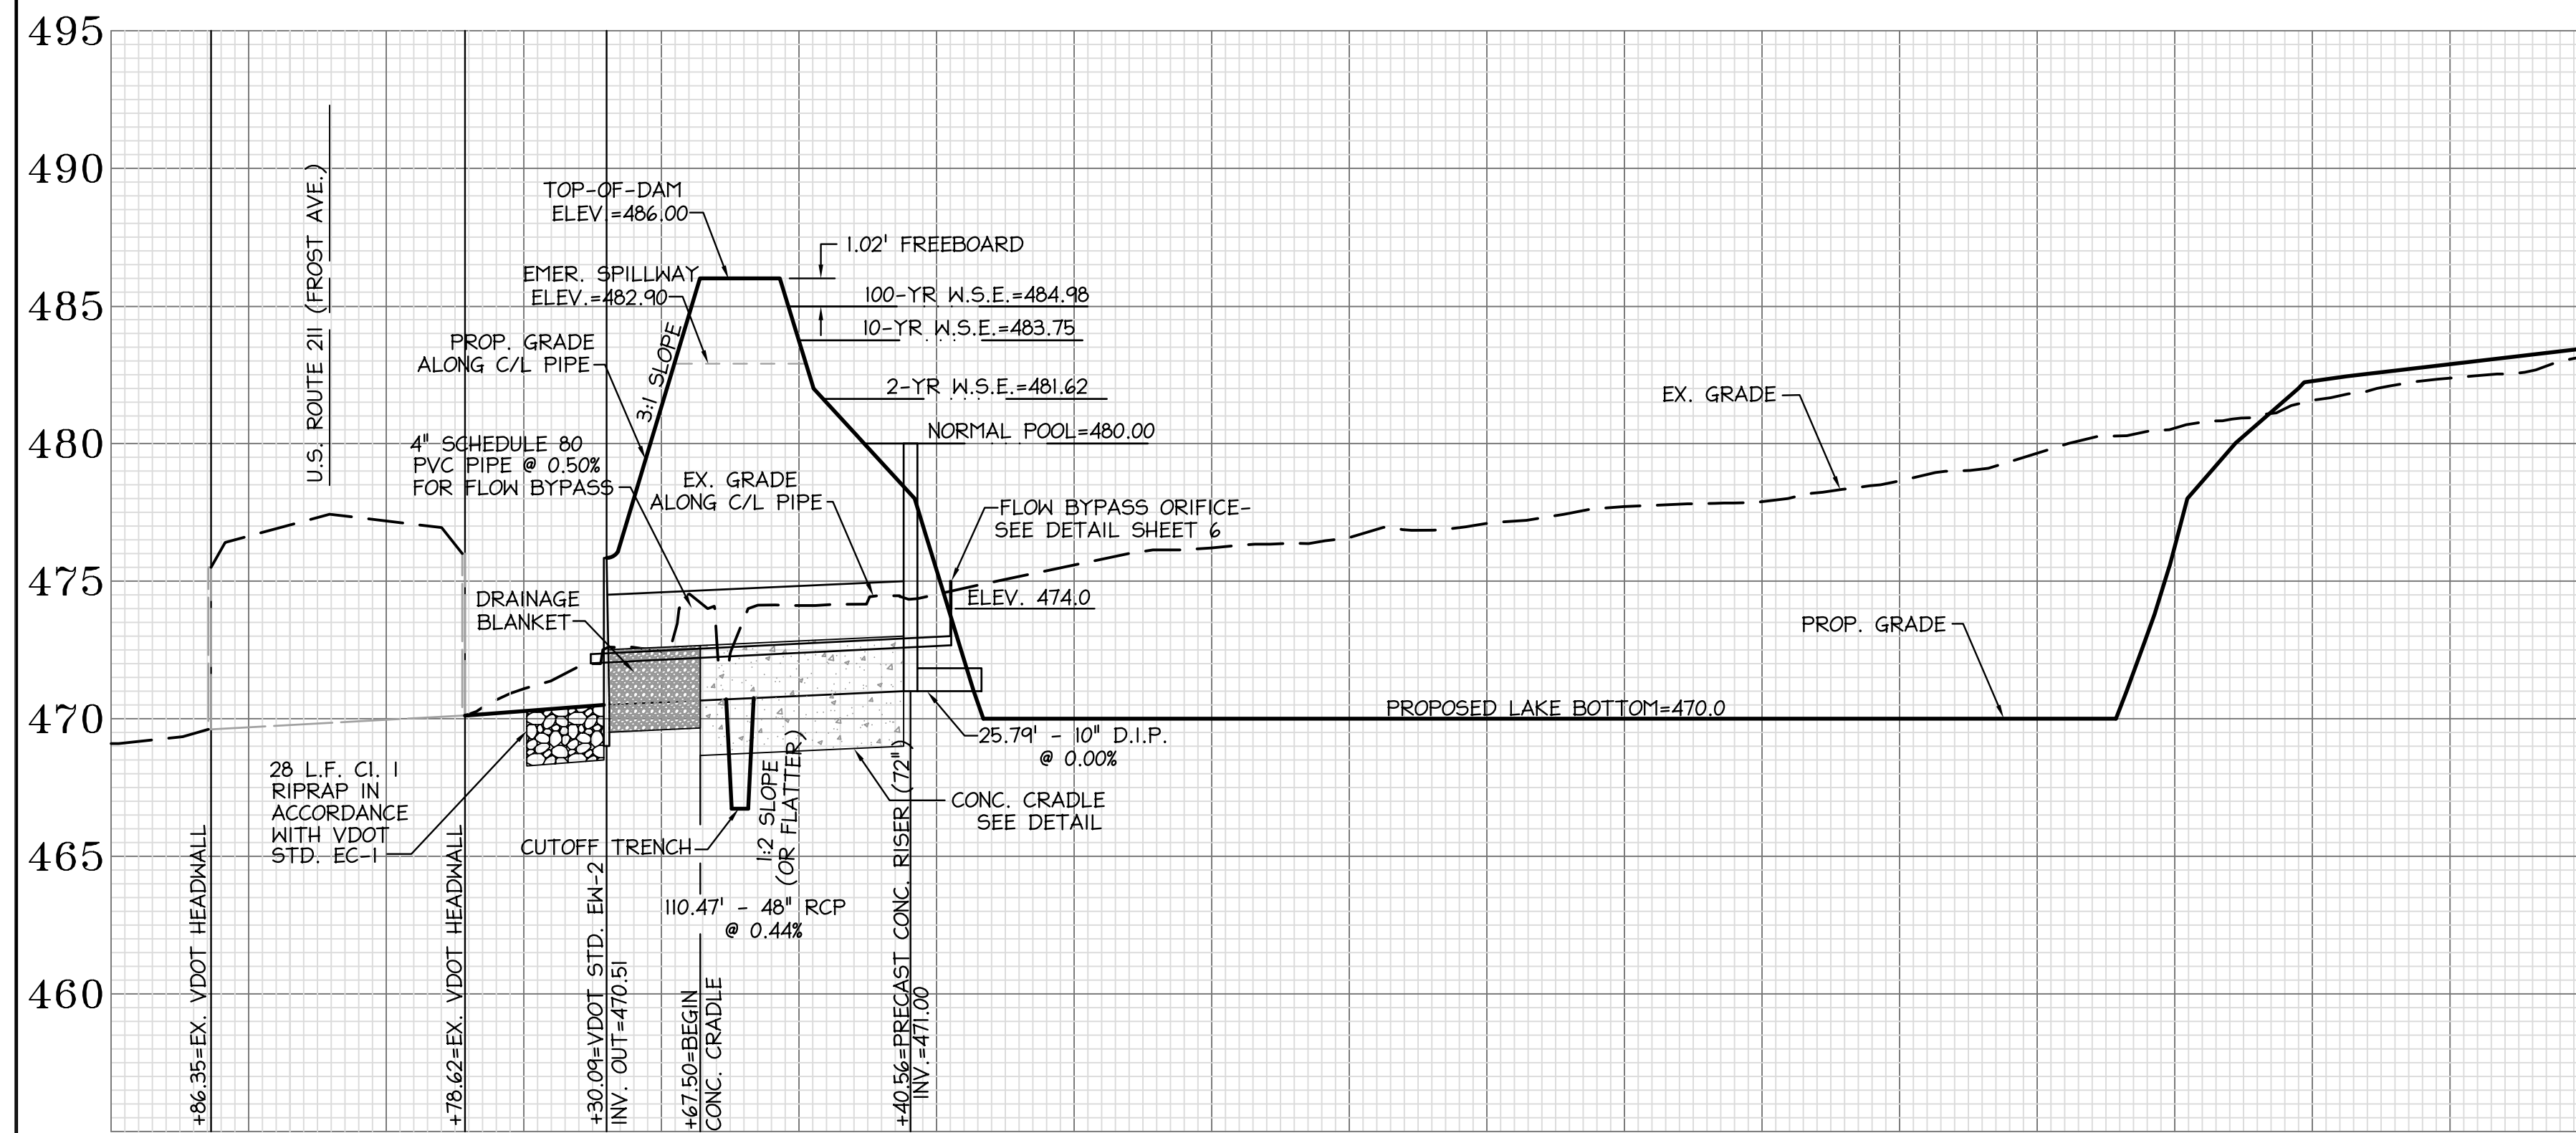 495
490
485
480
475
470
465
460
U.S. ROUTE 211 (FROST AVE.)
TOP-OF-DAM
ELEV.=486.00
EMER. SPILLWAY
ELEV.=482.90
PROP. GRADE
ALONG C/L PIPE
3:1 SLOPE
4" SCHEDULE 80
PVC PIPE @ 0.50%
FOR FLOW BYPASS
1.02' FREEBOARD
100-YR W.S.E.=484.98
10-YR W.S.E.=483.75
2-YR W.S.E.=481.62
NORMAL POOL=480.00
EX. GRADE
ALONG C/L PIPE
FLOW BYPASS ORIFICE-
SEE DETAIL SHEET 6
ELEV. 474.0
DRAINAGE
BLANKET
EX. GRADE
PROP. GRADE
PROPOSED LAKE BOTTOM=470.0
25.79' - 10" D.I.P.
@ 0.00%
CONC. CRADLE
SEE DETAIL
28 L.F. C1. 1
RIPRAP IN
ACCORDANCE
WITH VDOT
STD. EC-1
CUTOFF TRENCH
1:2 SLOPE
(OR FLATTER)
110.47' - 48" RCP
@ 0.44%
+86.35=EX. VDOT HEADWALL
+78.62=EX. VDOT HEADWALL
+30.09=VDOT STD. EW-2
INV. OUT=470.51
+67.50=BEGIN
CONC. CRADLE
+40.56=PRECAST CONC. RISER (72")
INV.=471.00